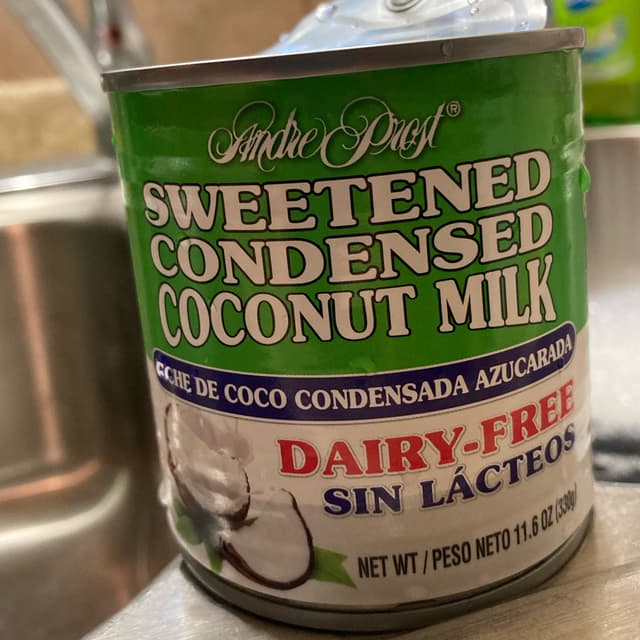 Andre Prost®
SWEETENED
CONDENSED
COCONUT MILK
LECHE DE COCO CONDENSADA AZUCARADA
DAIRY-FREE
SIN LÁCTEOS
NET WT / PESO NETO 11.6 OZ (330g)